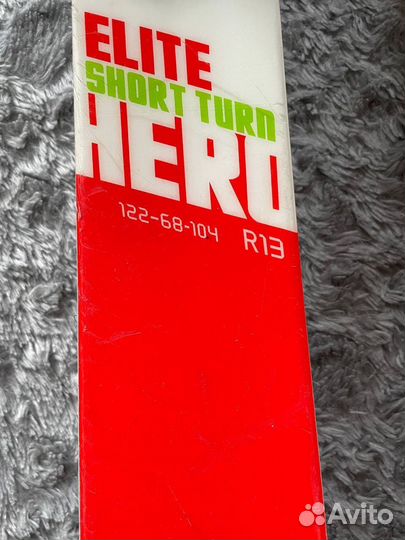 ELITE
SHORT TURN
HERO
122-68-104 R13
Avito